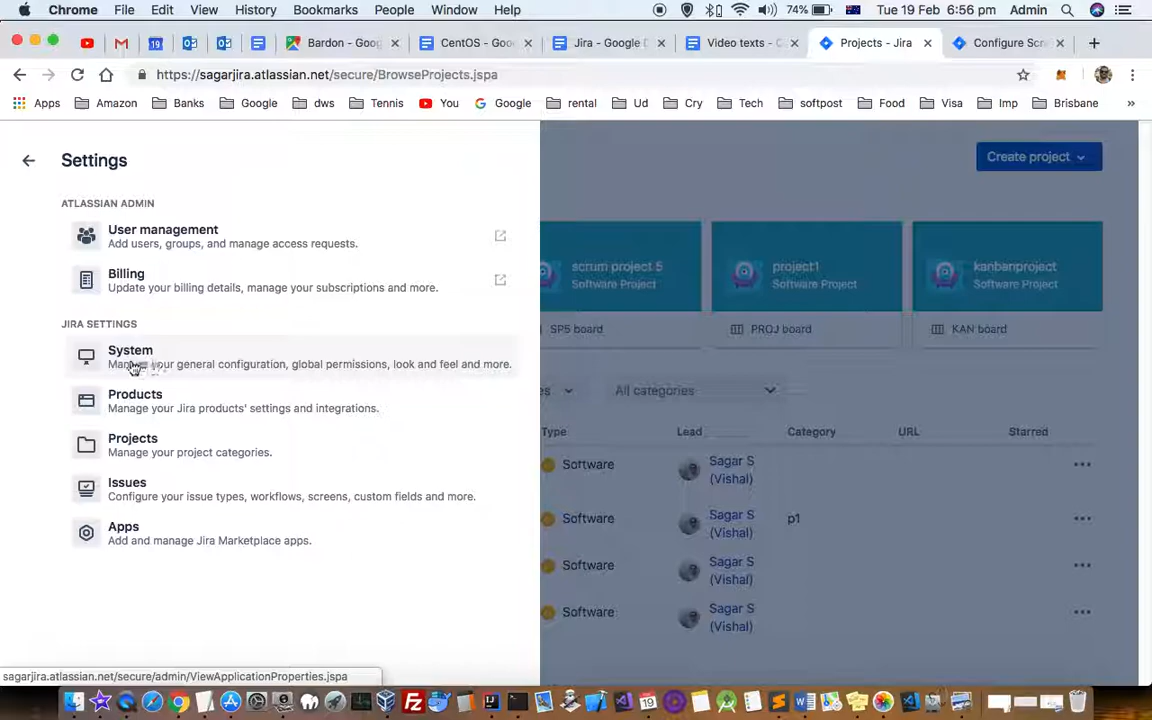 Chrome File Edit View History Bookmarks People Window Help 74% Tue 19 Feb 6:56 pm Admin
Bardon - Goog CentOS - Goo Jira - Google D Video texts - G Projects - Jira Configure Scre
https://sagarjira.atlassian.net/secure/BrowseProjects.jspa
Apps Amazon Banks Google dws Tennis You Google rental Ud Cry Tech softpost Food Visa Imp Brisbane »
Settings
Create project
ATLASSIAN ADMIN
User management
Add users, groups, and manage access requests.
Billing
Update your billing details, manage your subscriptions and more.
scrum project 5
project1
Software Project
kanbanproject
Software Project
SP5 board
PROJ board
KAN board
JIRA SETTINGS
System
your general configuration, global permissions, look and feel and more.
Products
Manage your Jira products' settings and integrations.
Projects
Manage your project categories.
Issues
Configure your issue types, workflows, screens, custom fields and more.
Apps
Add and manage Jira Marketplace apps.
All categories
Type Lead Category URL Starred
Software Sagar S
(Vishal)
Software Sagar S p1
(Vishal)
Software Sagar S
(Vishal)
Software Sagar S
(Vishal)
sagarjira.atlassian.net/secure/admin/ViewApplicationProperties.jspa